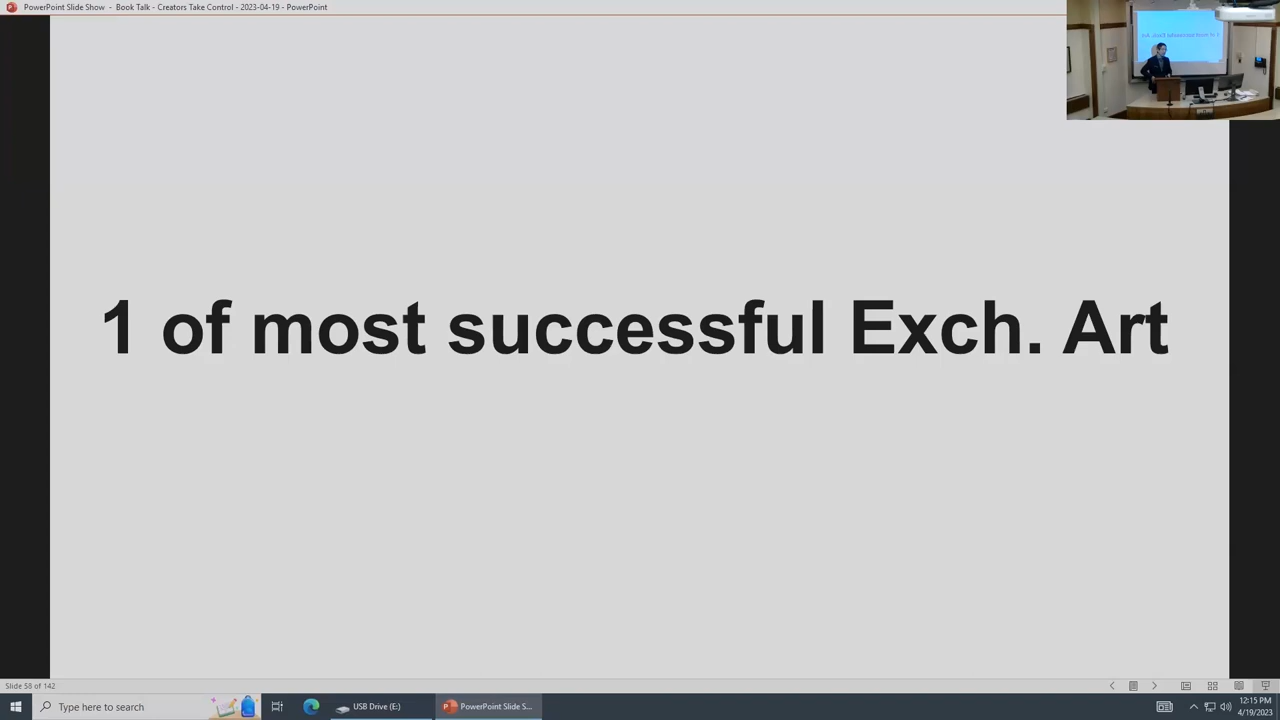 PowerPoint Slide Show - Book Talk - Creators Take Control - 2023-04-19 - PowerPoint
1 of most successful Exch. Art
Slide 58 of 142
Type here to search
USB Drive (E:)
PowerPoint Slide S...
12:15 PM
4/19/2023